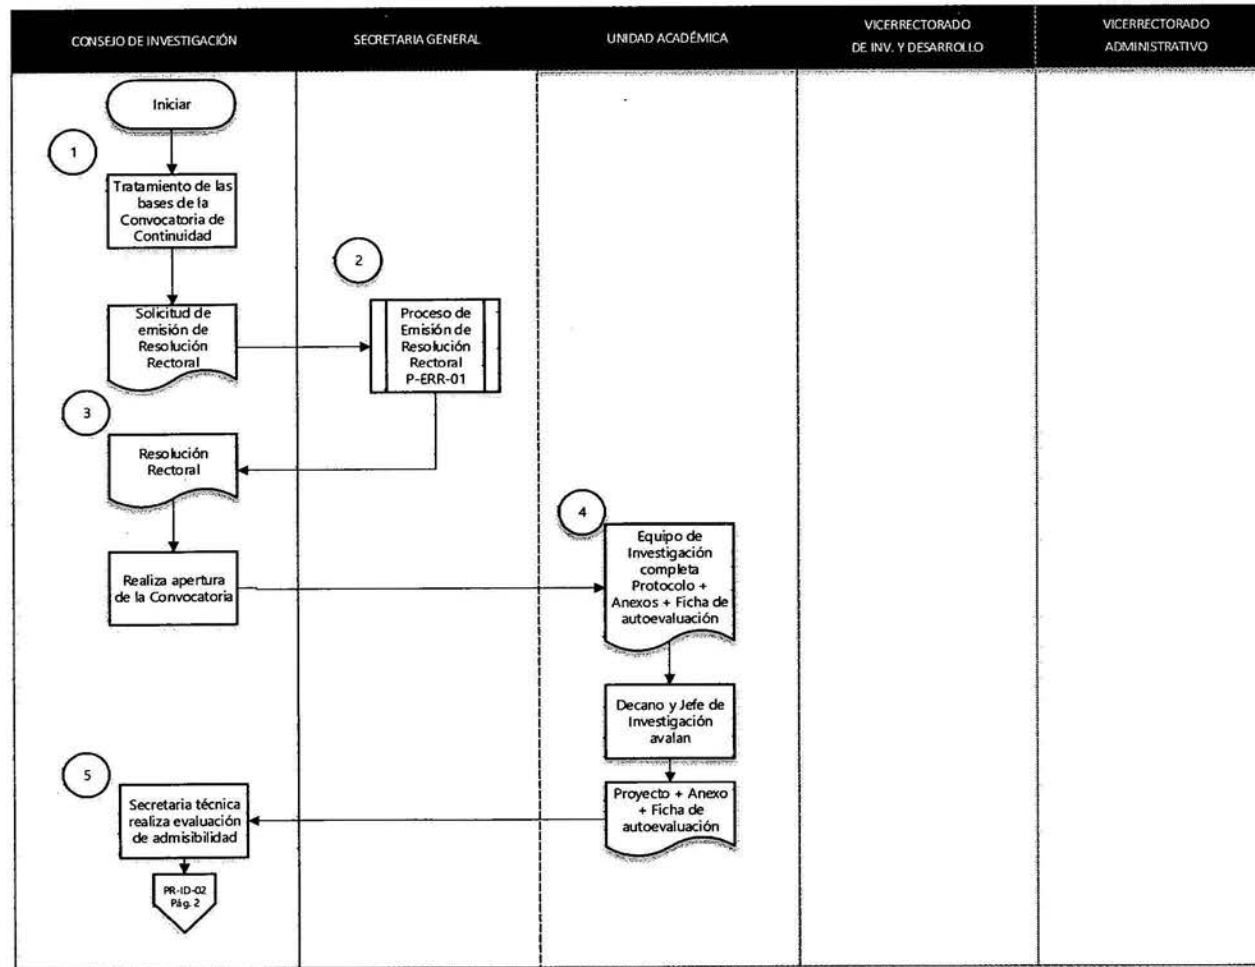 CONSEJO DE INVESTIGACIÓN
SECRETARIA GENERAL
UNIDAD ACADÉMICA
VICERRECTORADO
DE INV. Y DESARROLLO
VICERRECTORADO
ADMINISTRATIVO
Iniciar
1
Tratamiento de las
bases de la
Convocatoria de
Continuidad
2
Solicitud de
emisión de
Resolución
Rectoral
Proceso de
Emisión de
Resolución
Rectoral
P-ERR-01
3
Resolución
Rectoral
Realiza apertura
de la Convocatoria
4
Equipo de
Investigación
completa
Protocolo +
Anexos + Ficha de
autoevaluación
Decano y Jefe de
Investigación
avalan
Proyecto + Anexo
+ Ficha de
autoevaluación
5
Secretaria técnica
realiza evaluación
de admisibilidad
PR-ID-02
Pág. 2